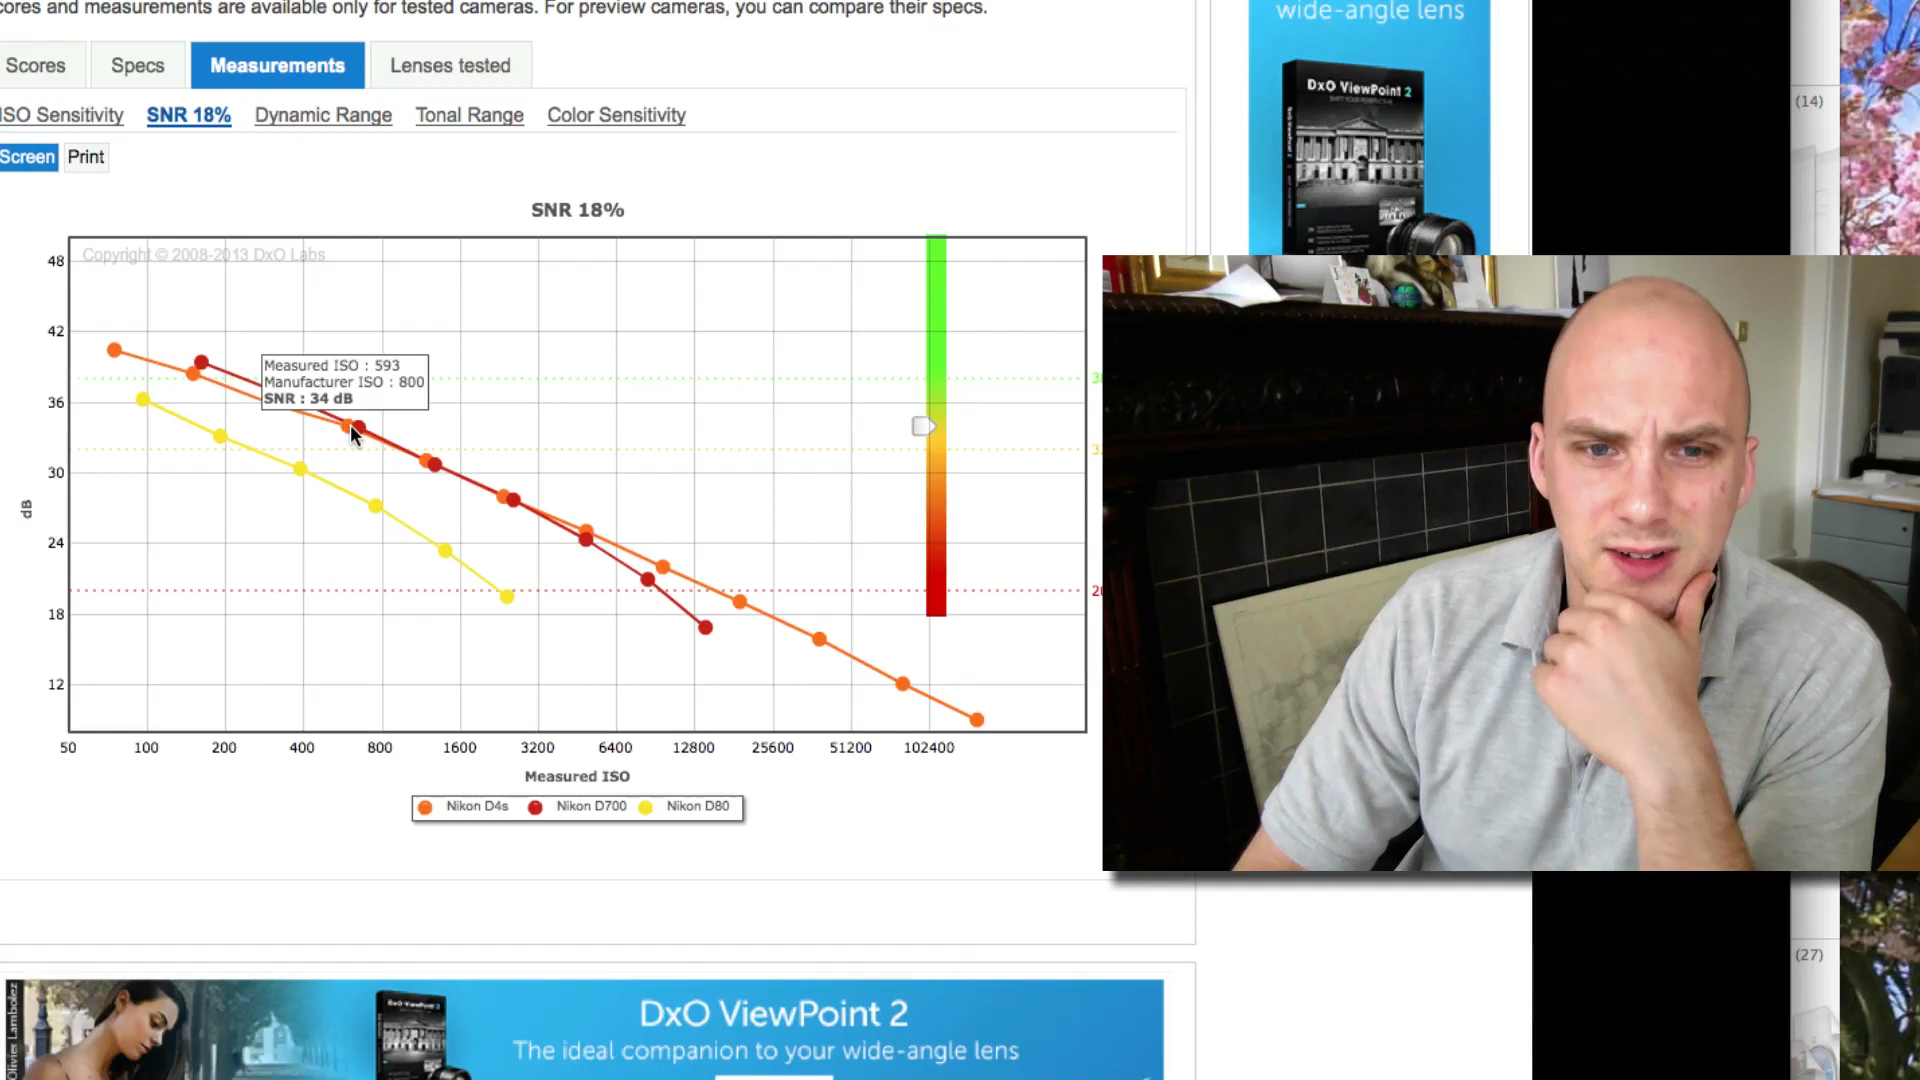 cores and measurements are available only for tested cameras. For preview cameras, you can compare their specs.
Scores Specs Measurements Lenses tested
ISO Sensitivity SNR 18% Dynamic Range Tonal Range Color Sensitivity
Screen Print
SNR 18%
Copyright © 2008-2013 DxO Labs
48
42
36
30
24
18
12
dB
Measured ISO : 593
Manufacturer ISO : 800
SNR : 34 dB
20
50 100 200 400 800 1600 3200 6400 12800 25600 51200 102400
Measured ISO
Nikon D4s Nikon D700 Nikon D80
wide-angle lens
DxO ViewPoint 2
(14)
(27)
Olivier Lambolez
DxO ViewPoint 2
The ideal companion to your wide-angle lens